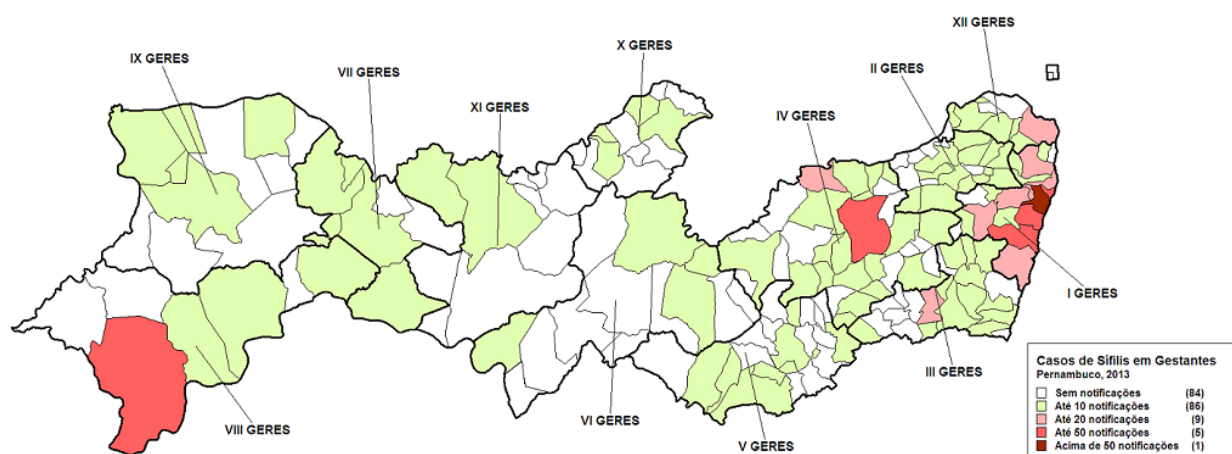 XII GERES
X GERES
IX GERES
II GERES
VII GERES
XI GERES
IV GERES
I GERES
Casos de Sífilis em Gestantes
Pernambuco, 2013
Sem notificações (84)
Até 10 notificações (86)
Até 20 notificações (9)
Até 50 notificações (5)
Acima de 50 notificações (1)
III GERES
VI GERES
VIII GERES
V GERES